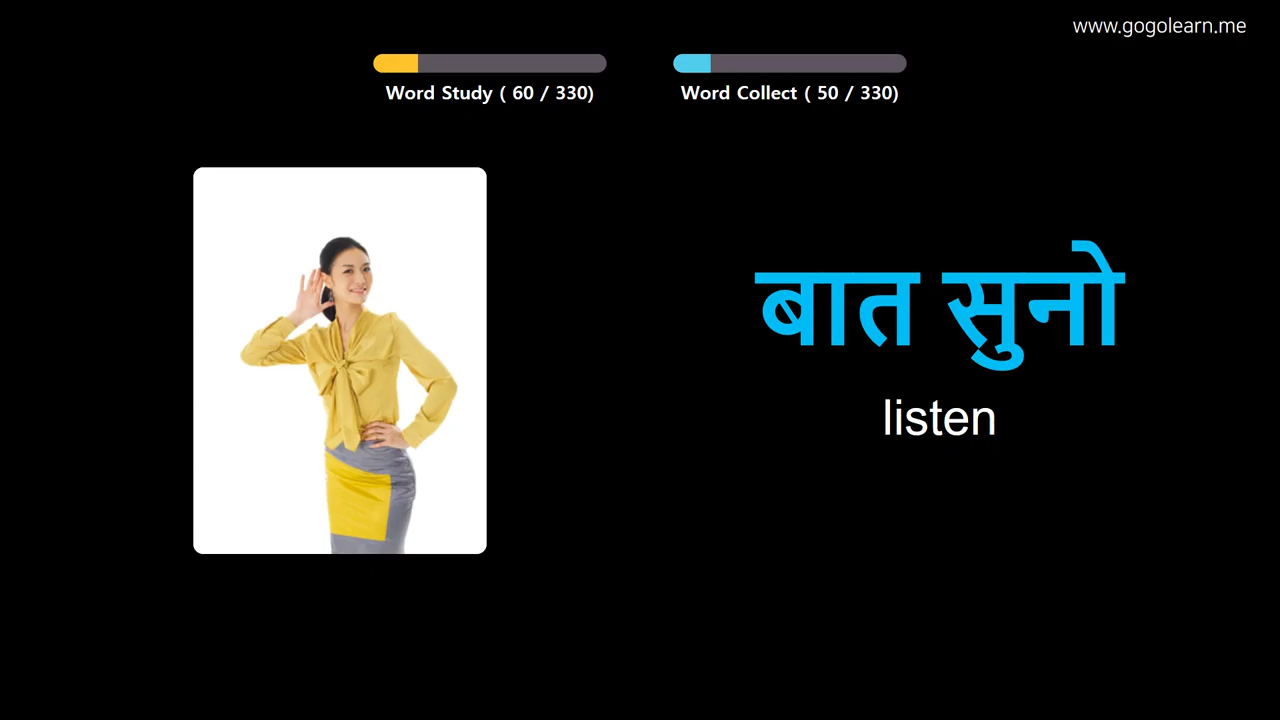 www.gogolearn.me
Word Study ( 60 / 330)
Word Collect ( 50 / 330)
बात सुनो
listen